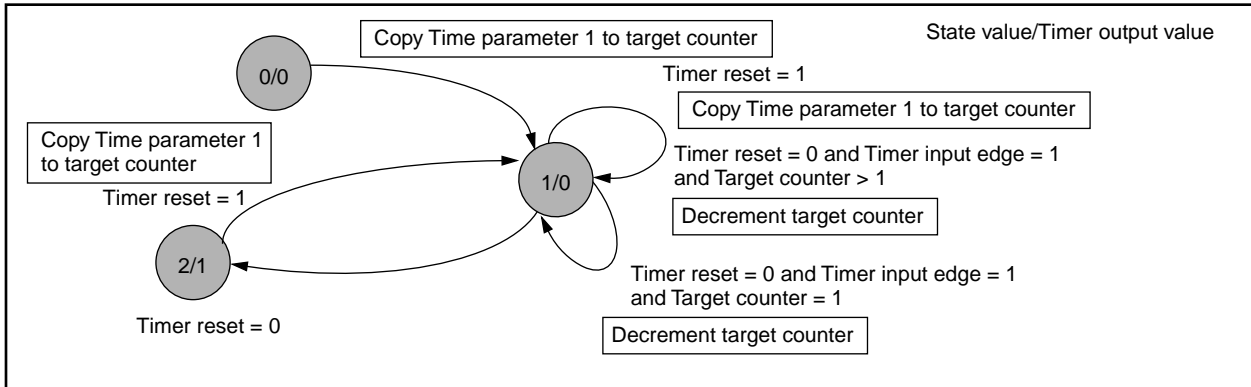 Copy Time parameter 1 to target counter
State value/Timer output value
0/0
Timer reset = 1
Copy Time parameter 1 to target counter
Copy Time parameter 1
to target counter
Timer reset = 1
1/0
Timer reset = 0 and Timer input edge = 1
and Target counter > 1
Decrement target counter
2/1
Timer reset = 0
Timer reset = 0 and Timer input edge = 1
and Target counter = 1
Decrement target counter